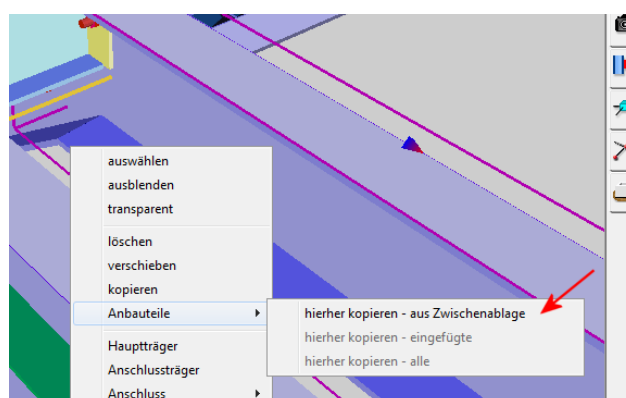 auswählen
ausblenden
transparent
löschen
verschieben
kopieren
Anbauteile
hierher kopieren - aus Zwischenablage
hierher kopieren - eingefügte
hierher kopieren - alle
Hauptträger
Anschlussträger
Anschluss